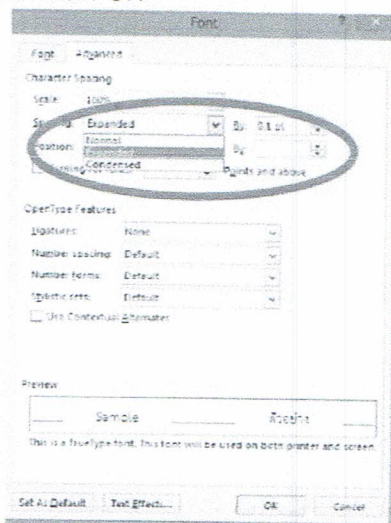 Font ? ×
Font Advanced
Character Spacing
Scale: 100%
Spacing: Expanded By: 0.1 pt
Normal
Position: By:
Condensed
Points and above
OpenType Features
Ligatures: None
Number spacing: Default
Number forms: Default
Stylistic sets: Default
Use Contextual Alternates
Preview
Sample
This is a TrueType font. This font will be used on both printer and screen.
Set As Default Text Effects... OK Cancel